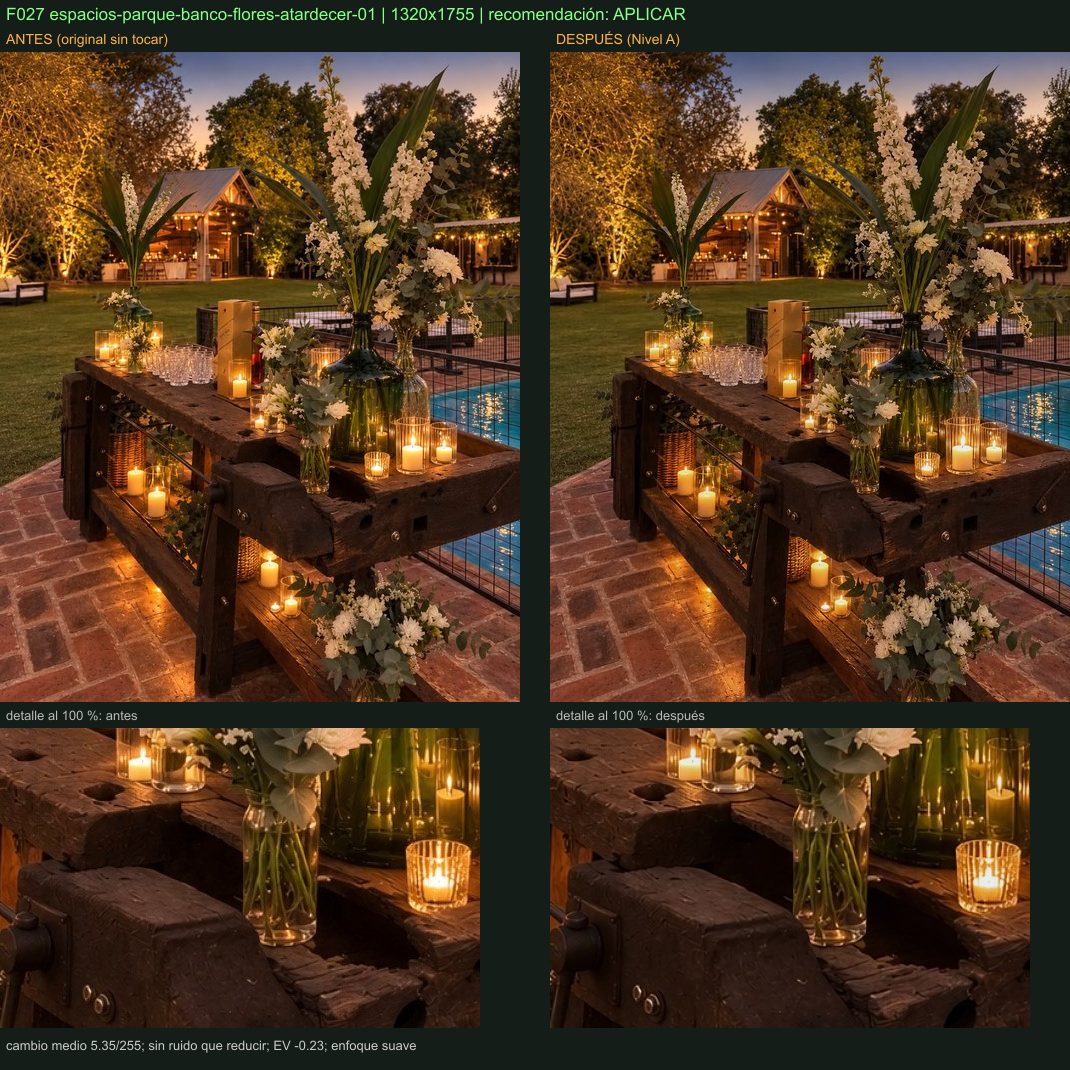 F027 espacios-parque-banco-flores-atardecer-01 | 1320x1755 | recomendación: APLICAR
ANTES (original sin tocar)
DESPUÉS (Nivel A)
detalle al 100 %: antes
detalle al 100 %: después
cambio medio 5.35/255; sin ruido que reducir; EV -0.23; enfoque suave